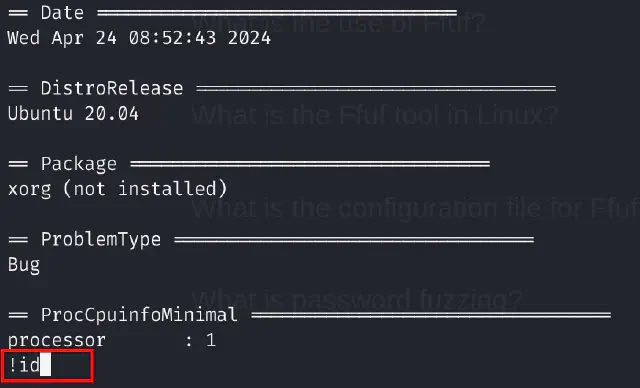 == Date =================================
Wed Apr 24 08:52:43 2024
What is the use of Ffuf?
== DistroRelease =================================
Ubuntu 20.04
What is the Ffuf tool in Linux?
== Package =================================
xorg (not installed)
What is the configuration file for Ffuf
== ProblemType =================================
Bug
What is password fuzzing?
== ProcCpuinfoMinimal =================================
processor : 1
!id